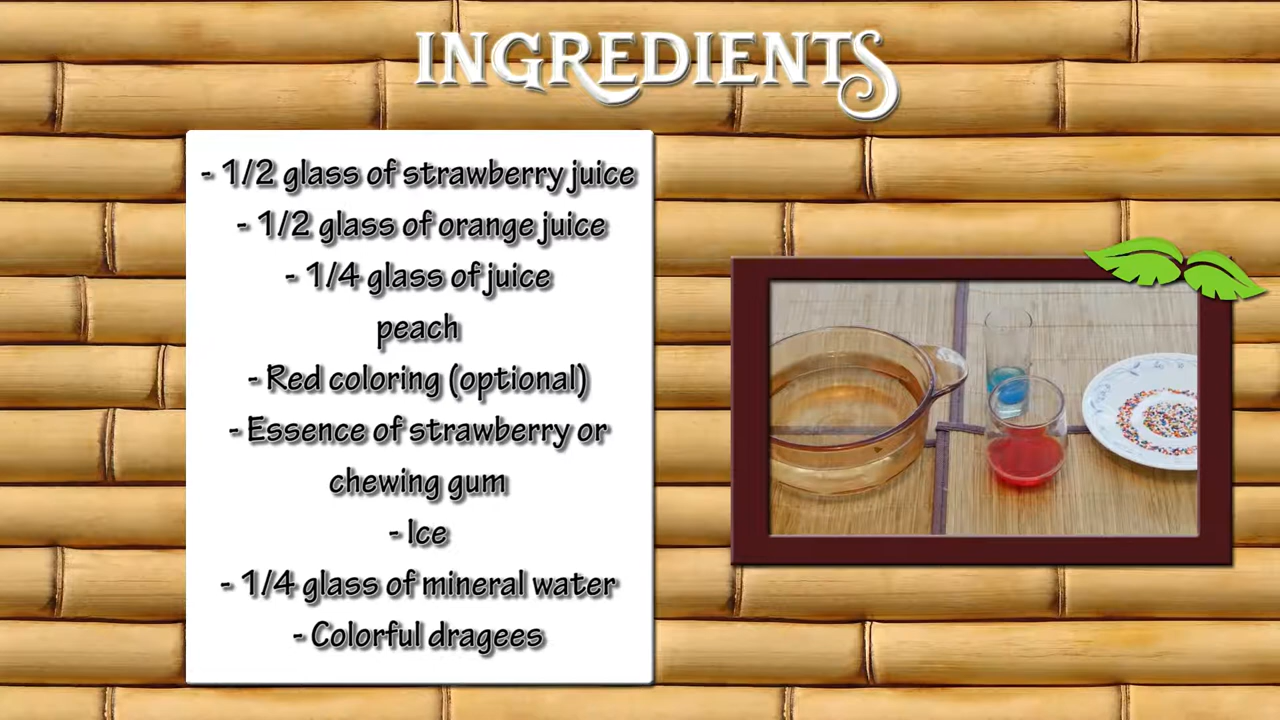 INGREDIENTS
- 1/2 glass of strawberry juice
- 1/2 glass of orange juice
- 1/4 glass of juice
peach
- Red coloring (optional)
- Essence of strawberry or
chewing gum
- Ice
- 1/4 glass of mineral water
- Colorful dragees